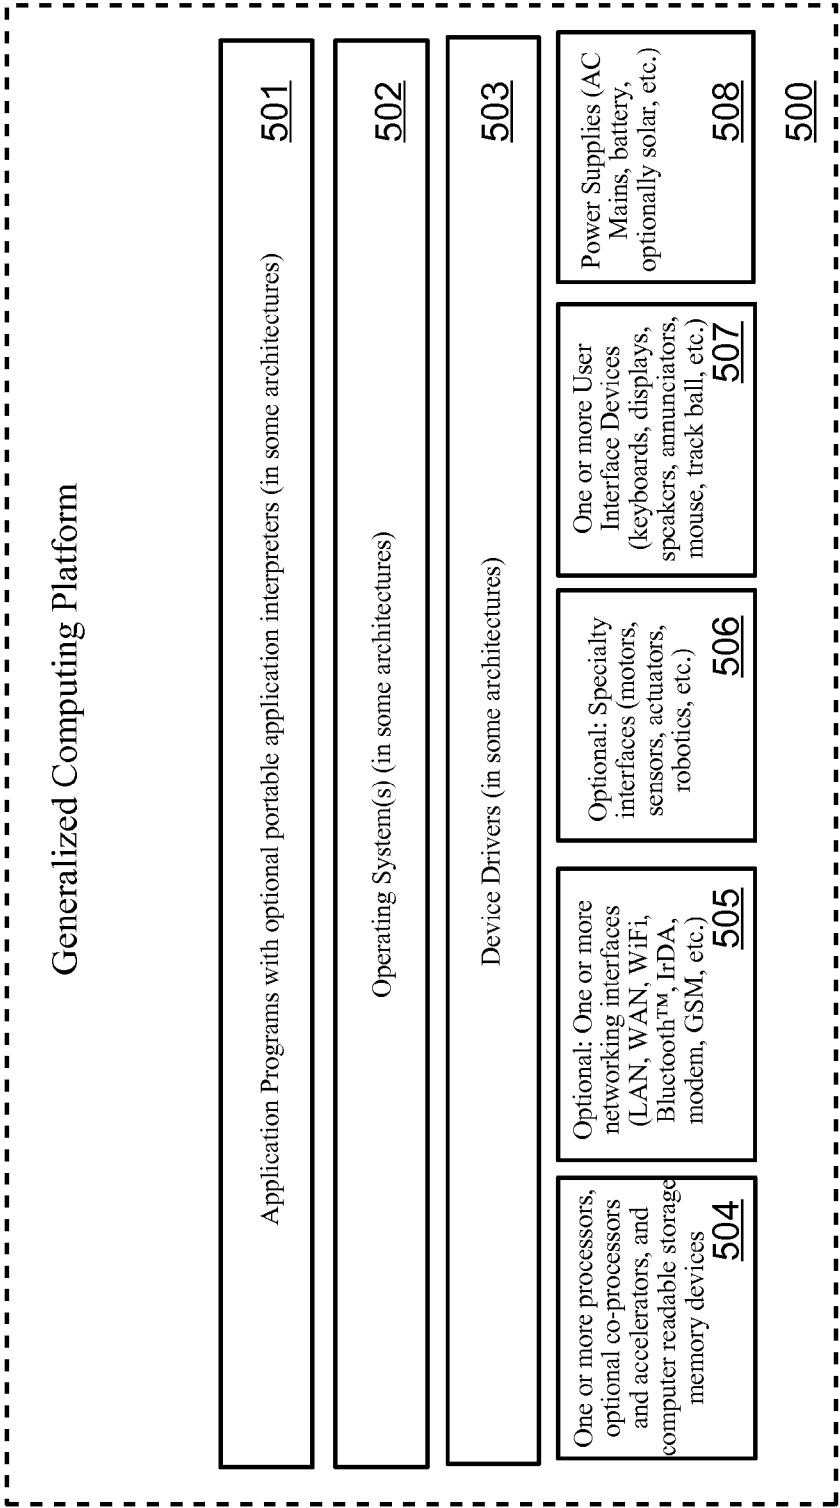 Generalized Computing Platform
Application Programs with optional portable application interpreters (in some architectures)
501
Operating System(s) (in some architectures)
502
Device Drivers (in some architectures)
503
One or more processors,
optional co-processors
and accelerators, and
computer readable storage
memory devices
504
Optional: One or more
networking interfaces
(LAN, WAN, WiFi,
Bluetooth™, IrDA,
modem, GSM, etc.)
505
Optional: Specialty
interfaces (motors,
sensors, actuators,
robotics, etc.)
506
One or more User
Interface Devices
(keyboards, displays,
speakers, annunciators,
mouse, track ball, etc.)
507
Power Supplies (AC
Mains, battery,
optionally solar, etc.)
508
500